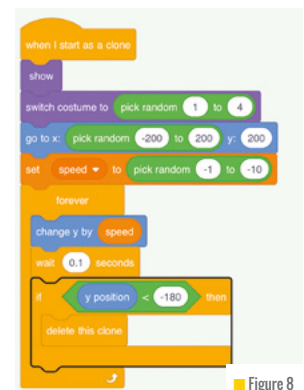 when I start as a clone
show
switch costume to pick random 1 to 4
go to x: pick random -200 to 200 y: 200
set speed to pick random -1 to -10
forever
change y by speed
wait 0.1 seconds
if y position < -180 then
delete this clone
Figure 8